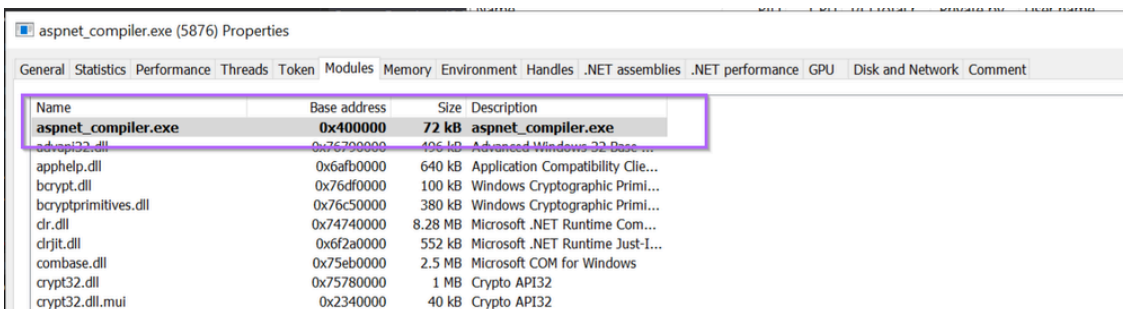 aspnet_compiler.exe (5876) Properties
General Statistics Performance Threads Token Modules Memory Environment Handles .NET assemblies .NET performance GPU Disk and Network Comment
Name Base address Size Description
aspnet_compiler.exe 0x400000 72 kB aspnet_compiler.exe
advapi32.dll 0x76790000 496 kB Advanced Windows 32 Base ...
apphelp.dll 0x6afb0000 640 kB Application Compatibility Clie...
bcrypt.dll 0x76df0000 100 kB Windows Cryptographic Primi...
bcryptprimitives.dll 0x76c50000 380 kB Windows Cryptographic Primi...
clr.dll 0x74740000 8.28 MB Microsoft .NET Runtime Com...
clrjit.dll 0x6f2a0000 552 kB Microsoft .NET Runtime Just-I...
combase.dll 0x75eb0000 2.5 MB Microsoft COM for Windows
crypt32.dll 0x75780000 1 MB Crypto API32
crypt32.dll.mui 0x2340000 40 kB Crypto API32